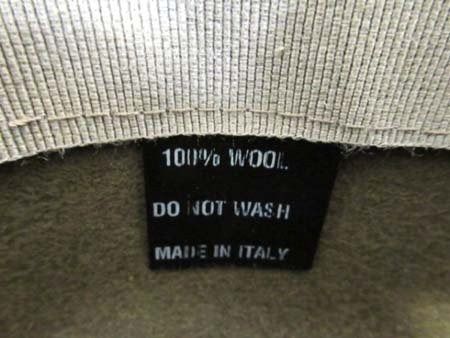 100% WOOL
DO NOT WASH
MADE IN ITALY